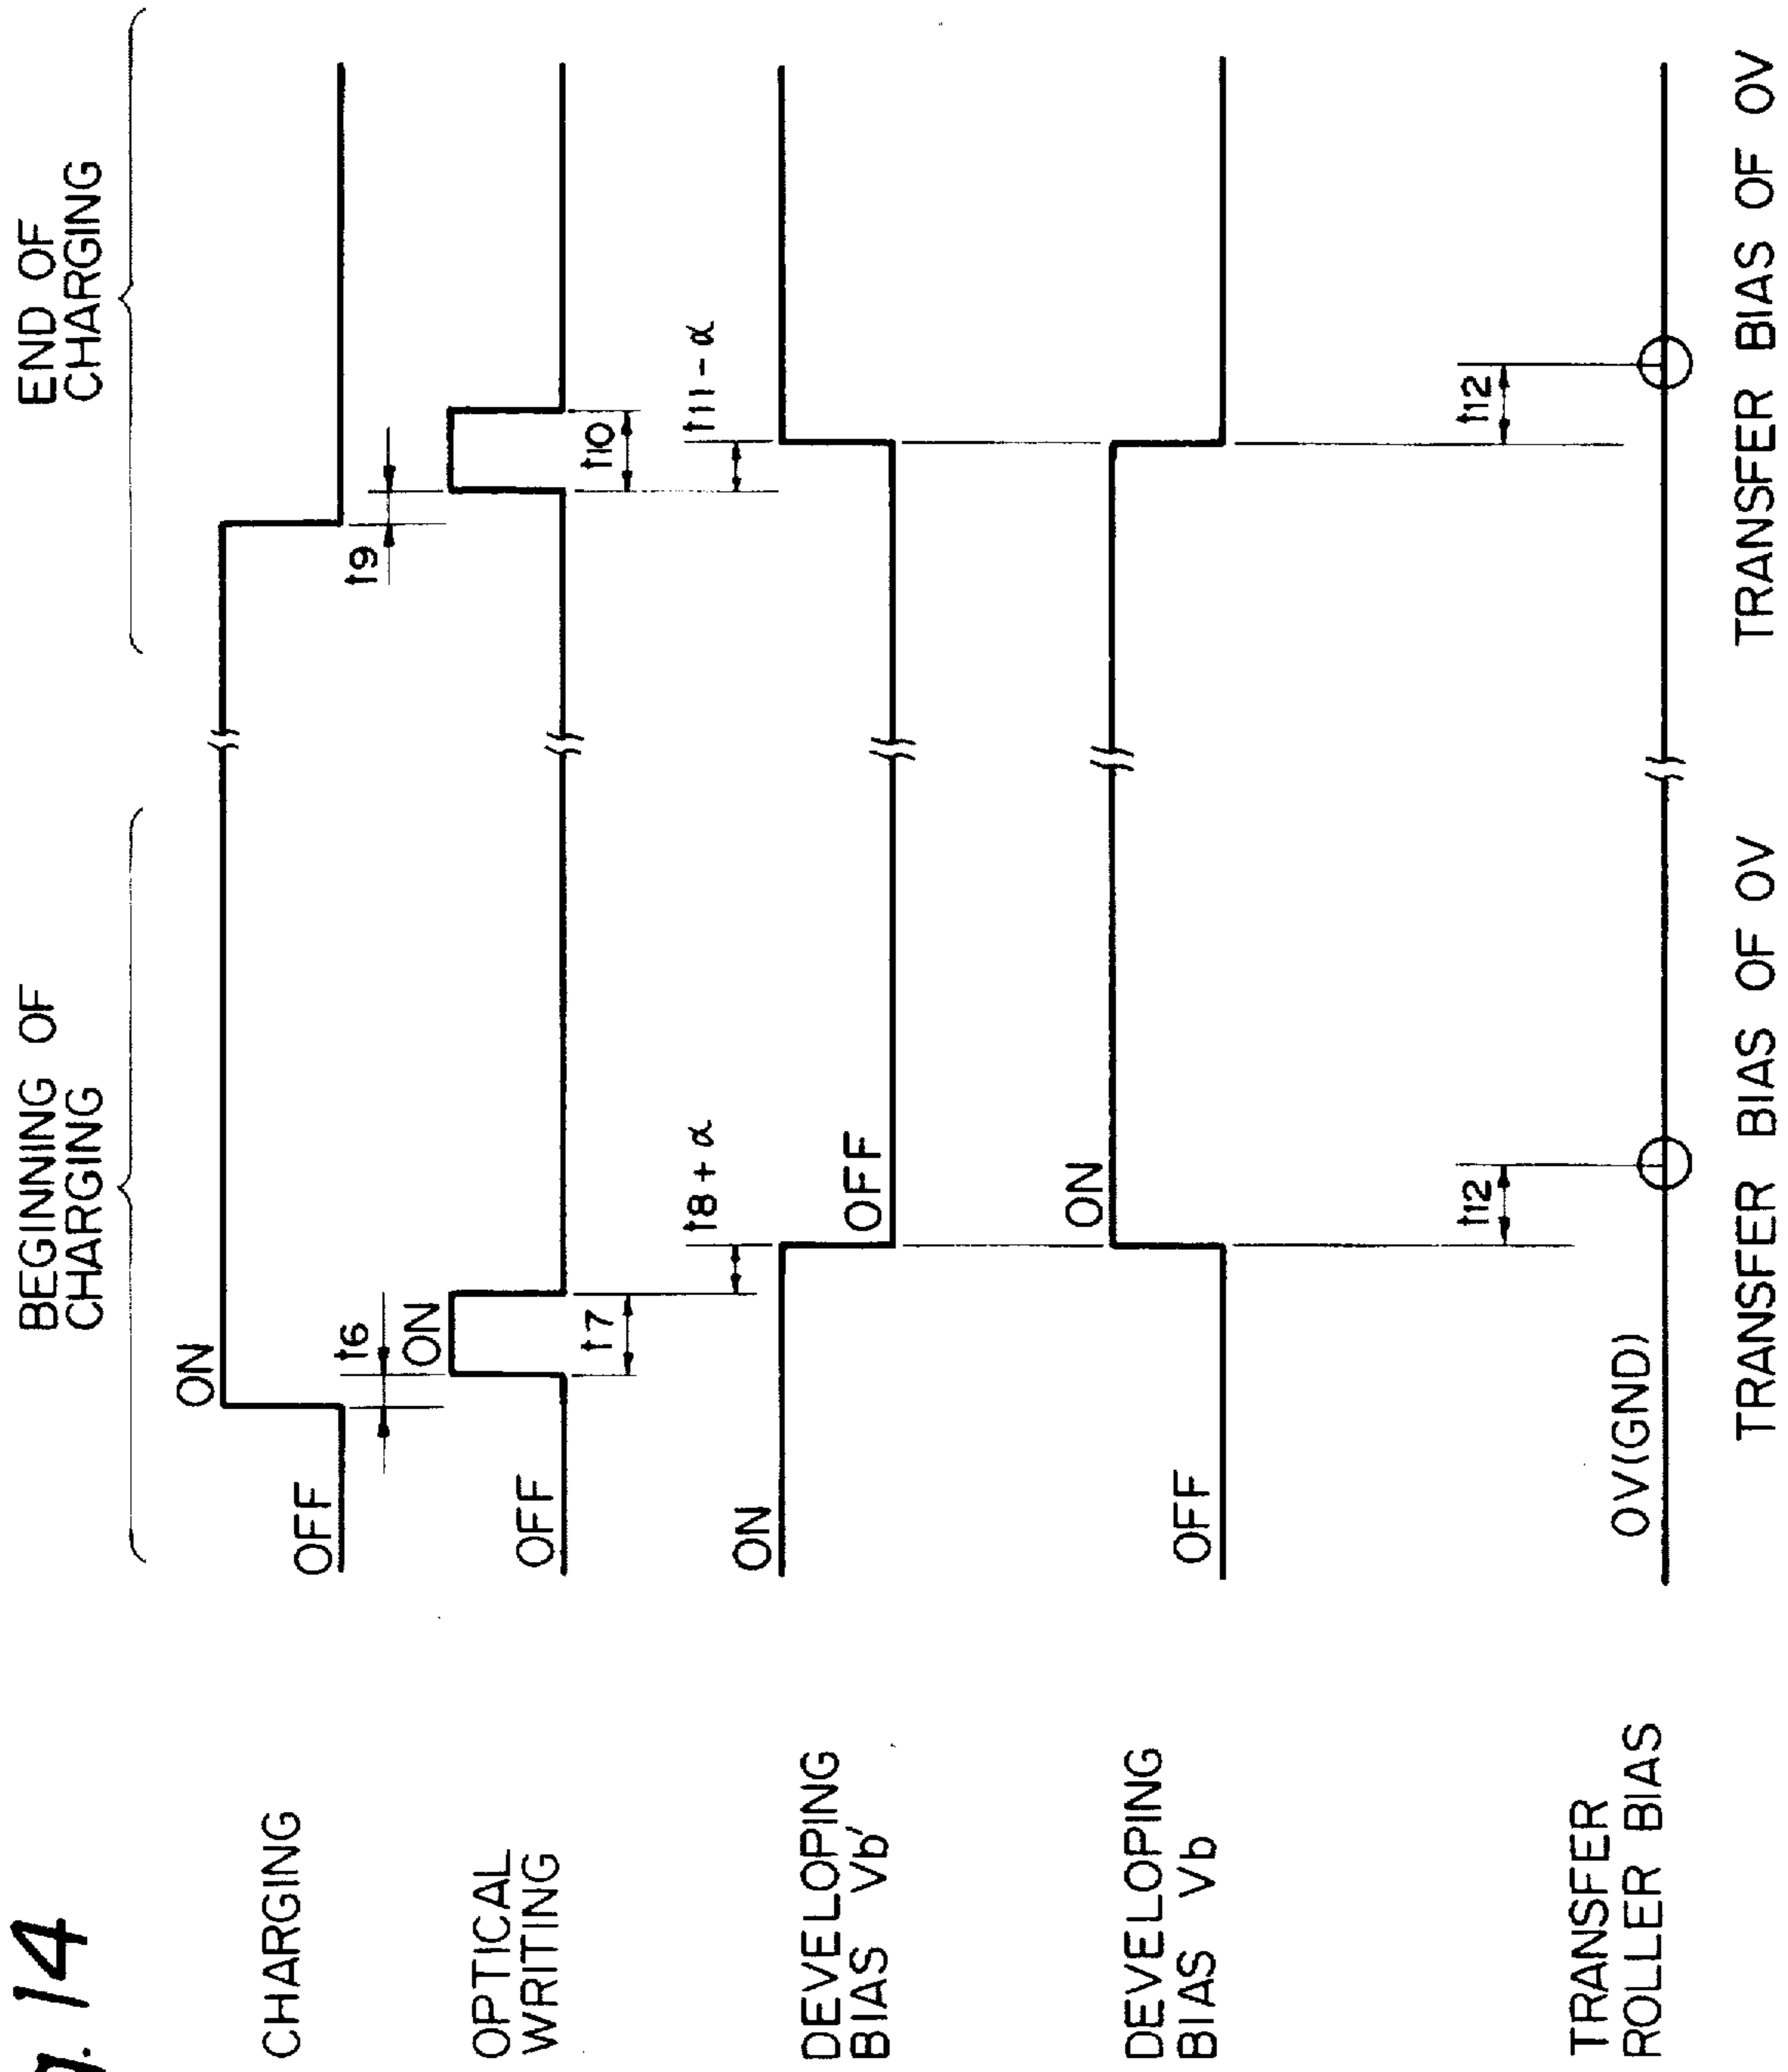 g. 14
BEGINNING OF
CHARGING
END OF
CHARGING
CHARGING
OFF
ON
t6
t9
OPTICAL
WRITING
OFF
ON
t7
t10
t8+α
t11-α
DEVELOPING
BIAS Vb'
ON
OFF
DEVELOPING
BIAS Vb
OFF
ON
t12
t12
TRANSFER
ROLLER BIAS
0V(GND)
TRANSFER BIAS OF 0V
TRANSFER BIAS OF 0V